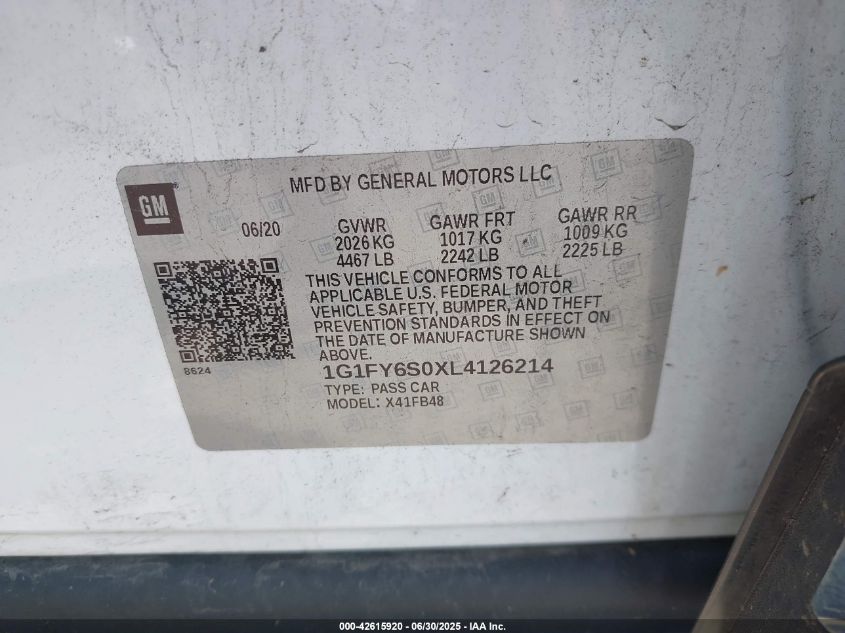 MFD BY GENERAL MOTORS LLC
GM
06/20 GVWR GAWR FRT GAWR RR
2026 KG 1017 KG 1009 KG
4467 LB 2242 LB 2225 LB
THIS VEHICLE CONFORMS TO ALL
APPLICABLE U.S. FEDERAL MOTOR
VEHICLE SAFETY, BUMPER, AND THEFT
PREVENTION STANDARDS IN EFFECT ON
THE DATE OF MANUFACTURE SHOWN
ABOVE.
8624
1G1FY6S0XL4126214
TYPE: PASS CAR
MODEL: X41FB48
000-42615920 - 06/30/2025 - IAA Inc.